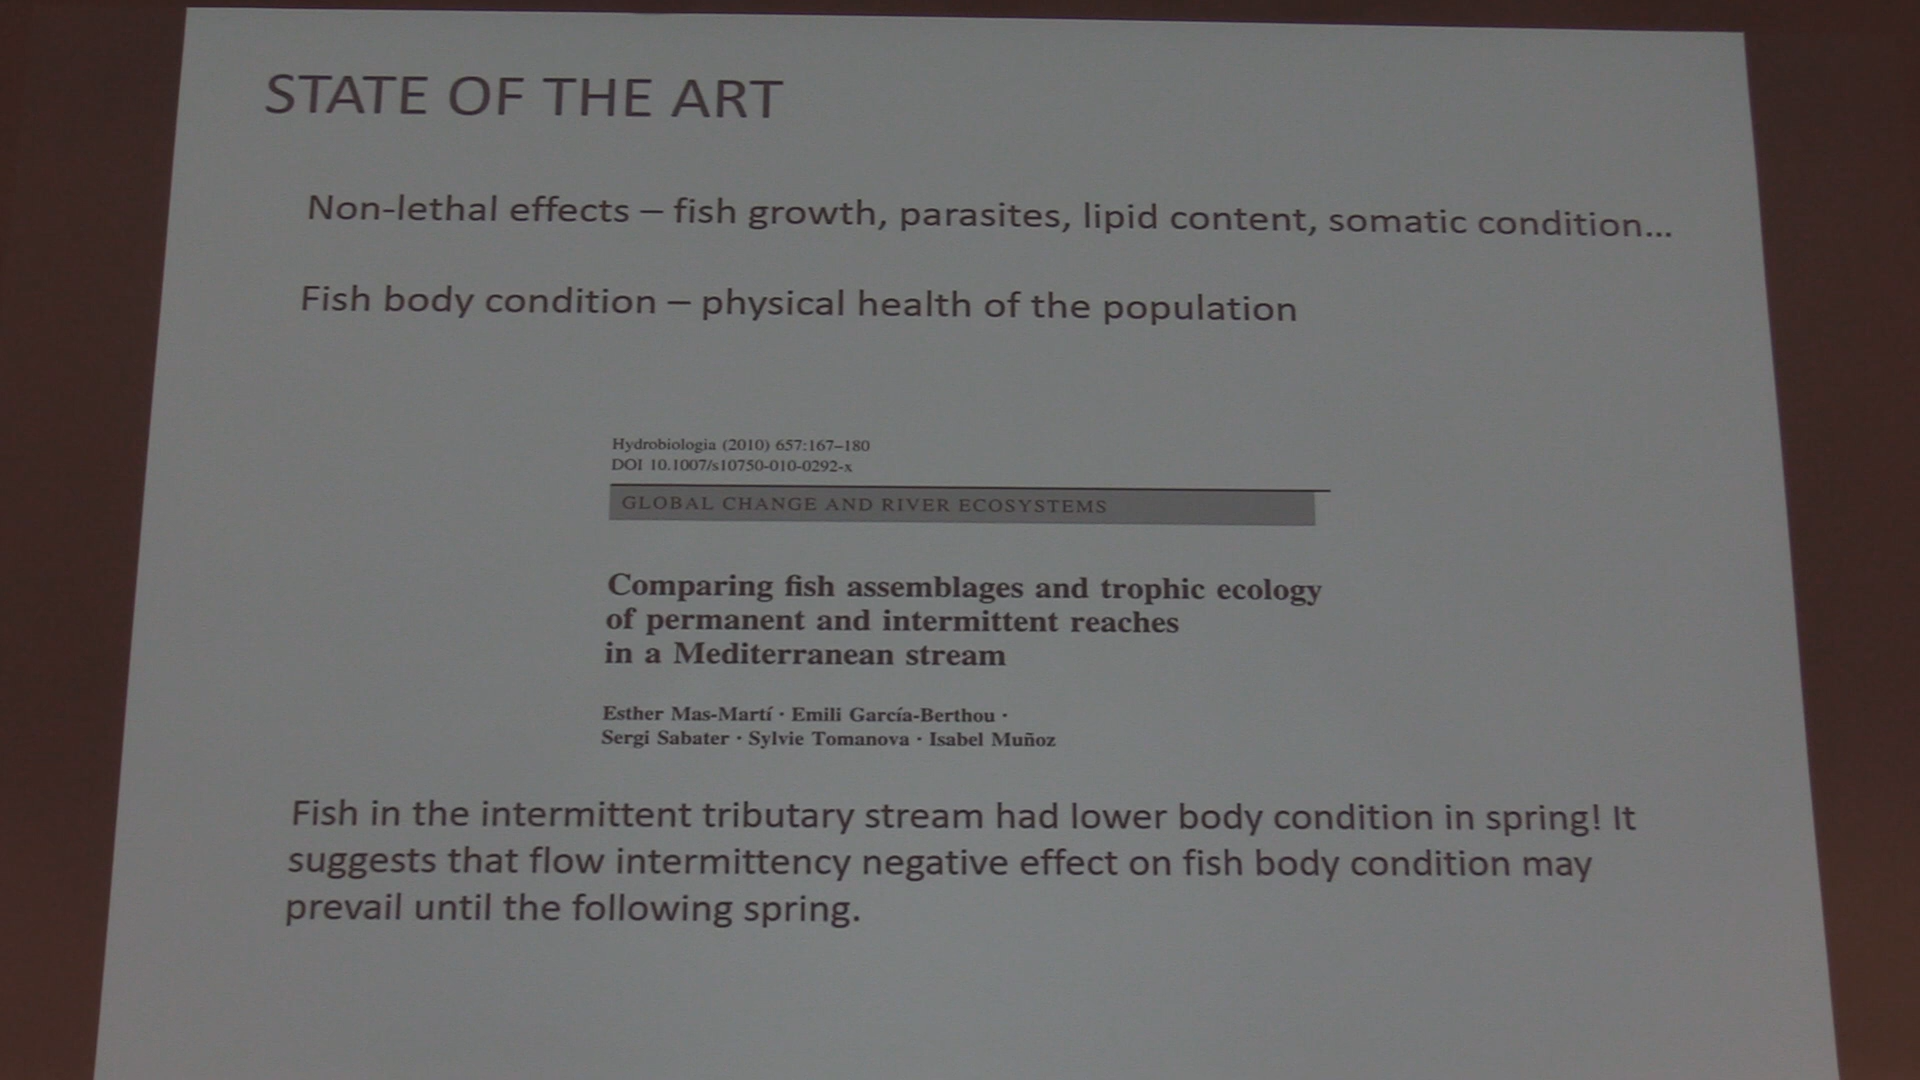 STATE OF THE ART
Non-lethal effects – fish growth, parasites, lipid content, somatic condition...
Fish body condition – physical health of the population
Hydrobiologia (2010) 657:167–180
DOI 10.1007/s10750-010-0292-x
GLOBAL CHANGE AND RIVER ECOSYSTEMS
Comparing fish assemblages and trophic ecology
of permanent and intermittent reaches
in a Mediterranean stream
Esther Mas-Martí · Emili García-Berthou ·
Sergi Sabater · Sylvie Tomanova · Isabel Muñoz
Fish in the intermittent tributary stream had lower body condition in spring! It
suggests that flow intermittency negative effect on fish body condition may
prevail until the following spring.